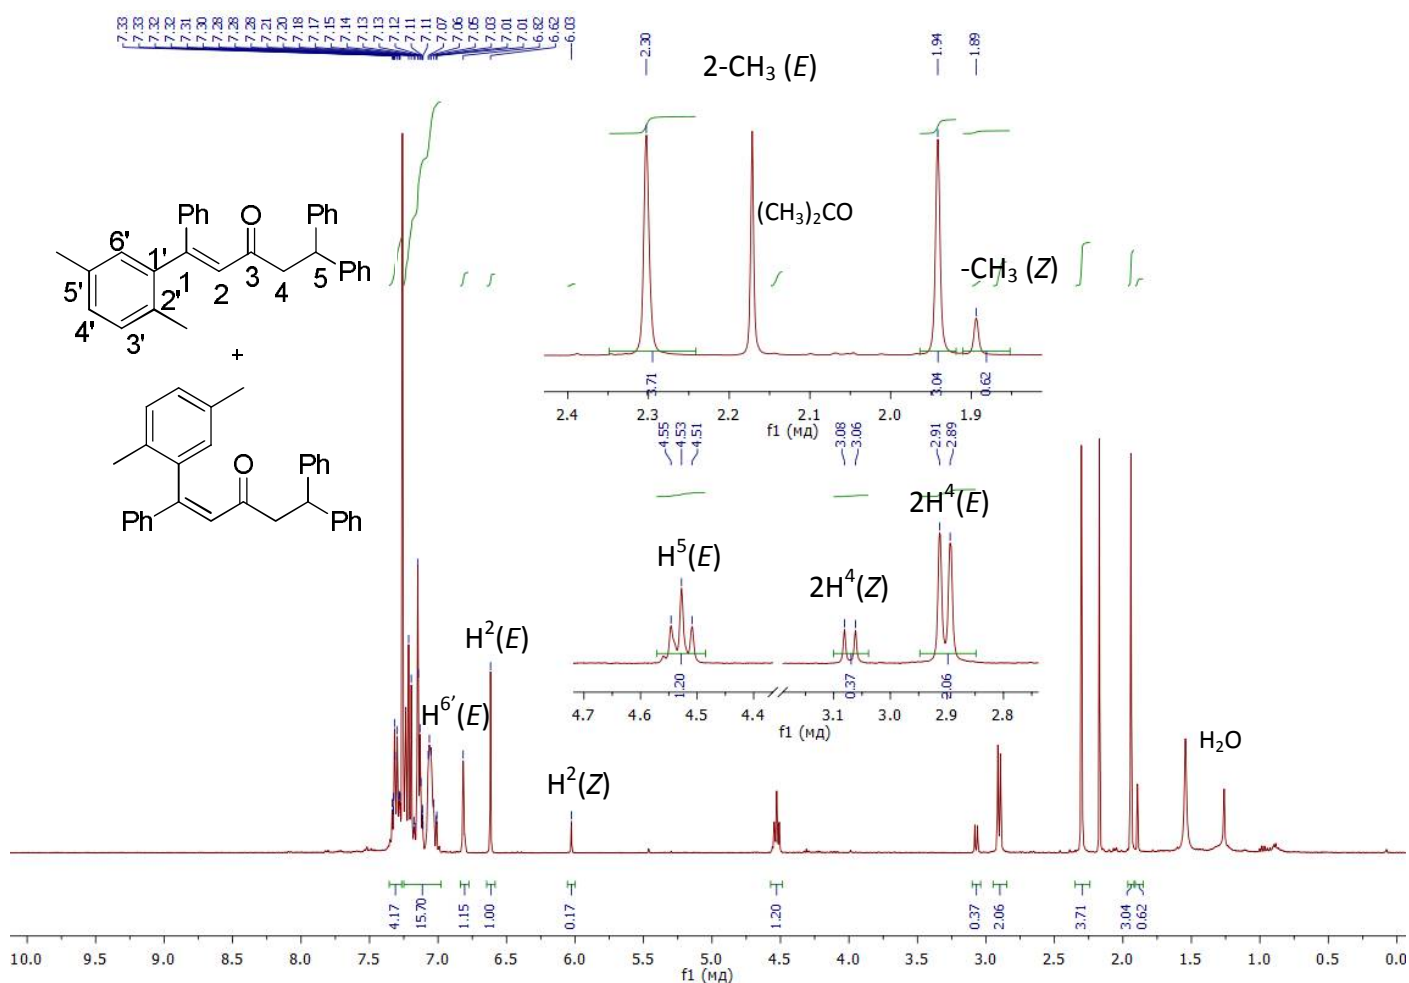 7.33 7.33 7.32 7.32 7.31 7.30 7.28 7.28 7.28 7.21 7.20 7.18 7.17 7.15 7.14 7.13 7.13 7.12 7.11 7.11 7.07 7.06 7.05 7.03 7.01 7.01 6.82 6.62 6.03
2.30
1.94
1.89
2-CH₃ (E)
(CH₃)₂CO
-CH₃ (Z)
3.71
3.04
0.62
2.4 2.3 2.2 2.1 2.0 1.9
f1 (мд)
Ph
O
Ph
6'
1'
5'
1
2
3
4
5
Ph
2'
4'
3'
+
O
Ph
Ph
Ph
4.55 4.53 4.51
3.08 3.06
2.91 2.89
H⁵(E)
2H⁴(Z)
2H⁴(E)
1.20
0.37
2.06
4.7 4.6 4.5 4.4 3.1 3.0 2.9 2.8
f1 (мд)
H²(E)
H⁶'(E)
H²(Z)
H₂O
4.17 15.70 1.15 1.00 0.17 1.20 0.37 2.06 3.71 3.04 0.62
10.0 9.5 9.0 8.5 8.0 7.5 7.0 6.5 6.0 5.5 5.0 4.5 4.0 3.5 3.0 2.5 2.0 1.5 1.0 0.5 0.0
f1 (мд)